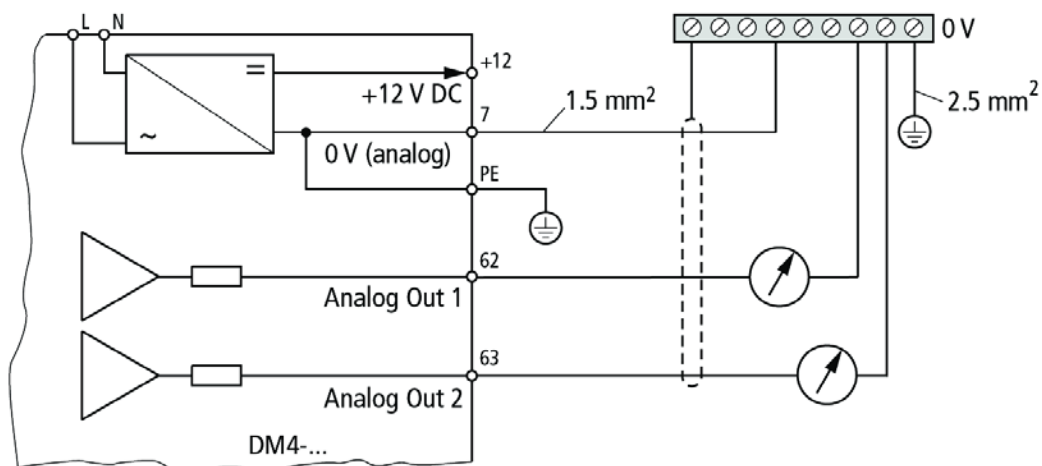 L N
0 V
+12
+12 V DC
=
~
7
1.5 mm²
2.5 mm²
0 V (analog)
PE
62
Analog Out 1
63
Analog Out 2
DM4-...